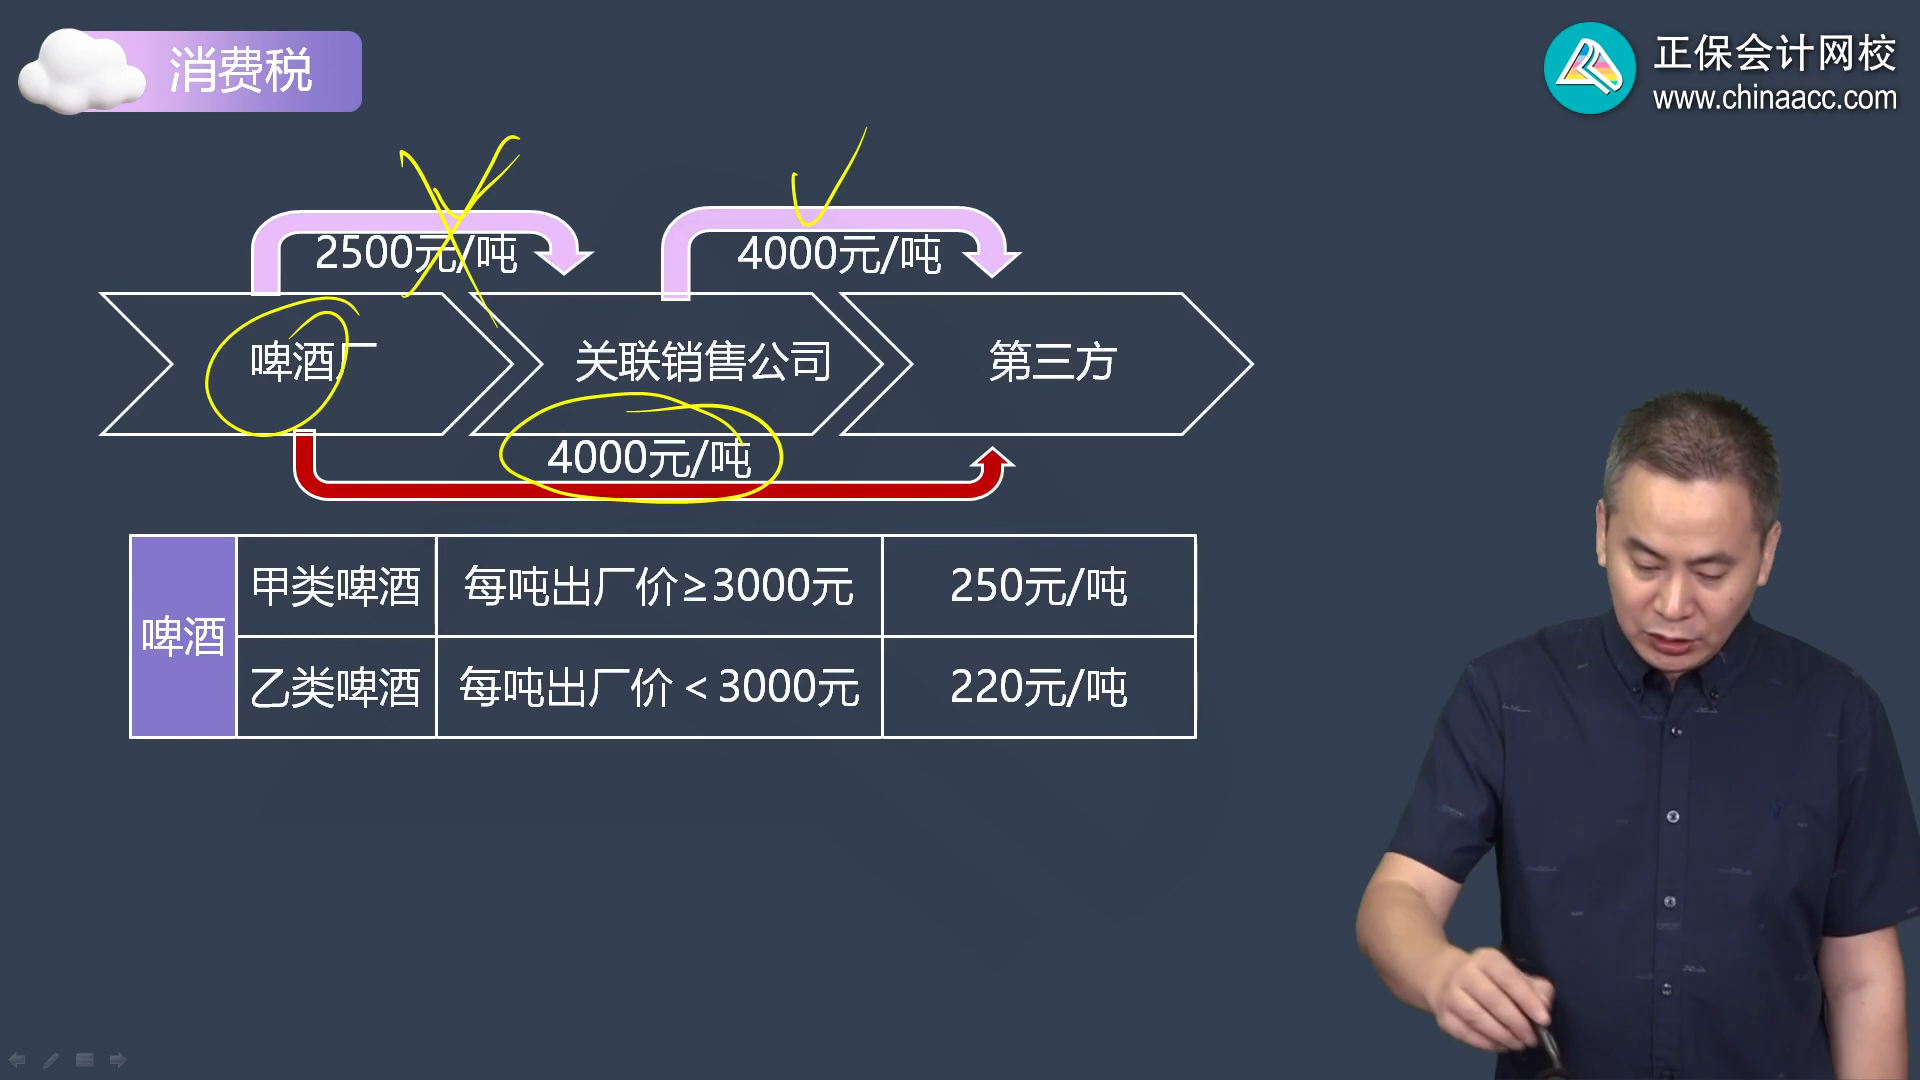 消费税
正保会计网校
www.chinaacc.com
2500元/吨
4000元/吨
啤酒厂
关联销售公司
第三方
4000元/吨
啤酒
甲类啤酒
每吨出厂价≥3000元
250元/吨
乙类啤酒
每吨出厂价＜3000元
220元/吨